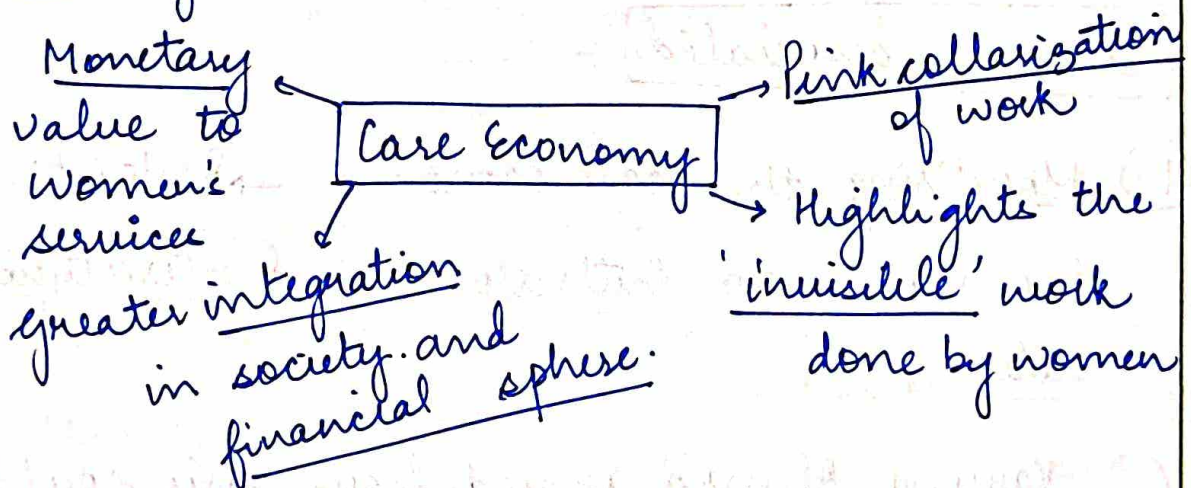 Monetary
value to
women's
services
Care Economy
Pink collarization
of work
Highlights the
'invisible' work
done by women
greater integration
in society and
financial sphere.